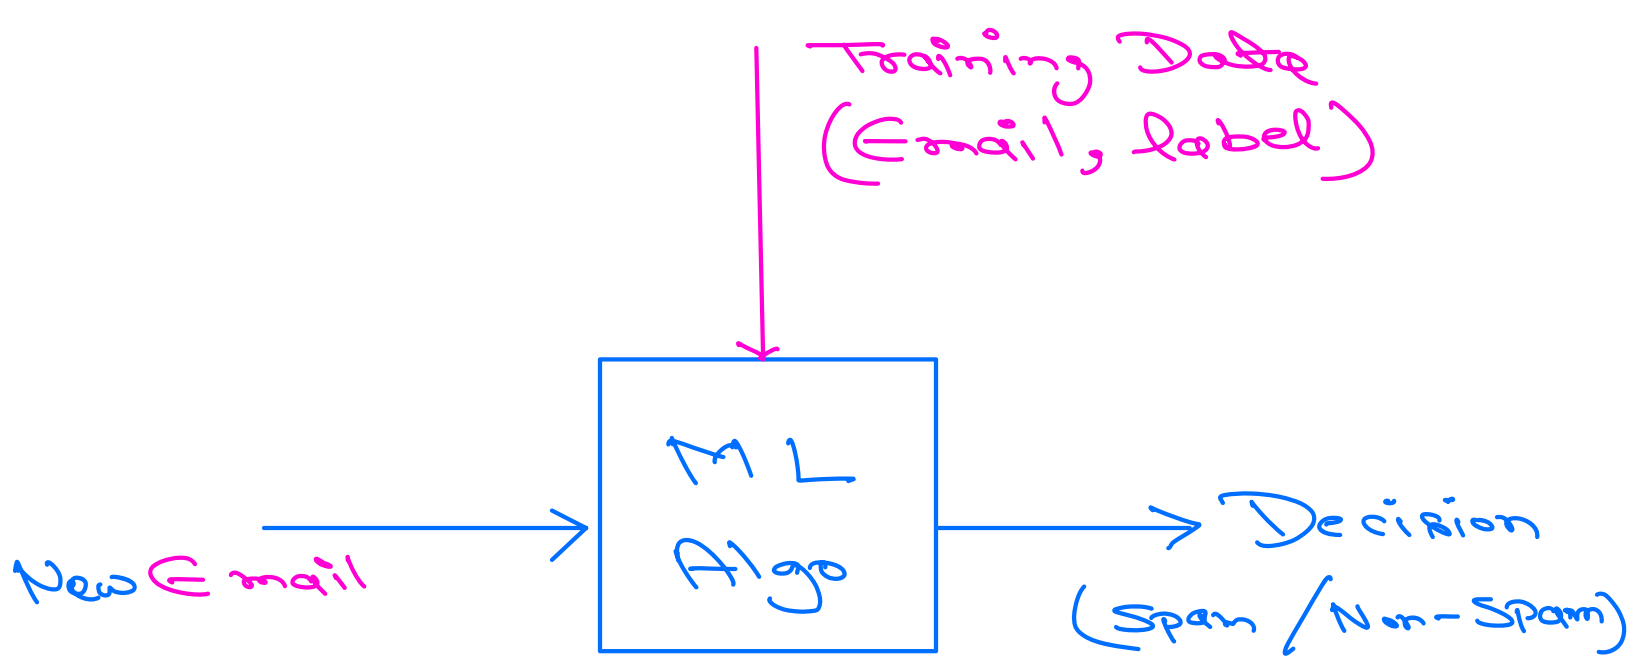 Training Data
(Email, label)
ML
Algo
New Email
Decision
(Spam/Non-Spam)